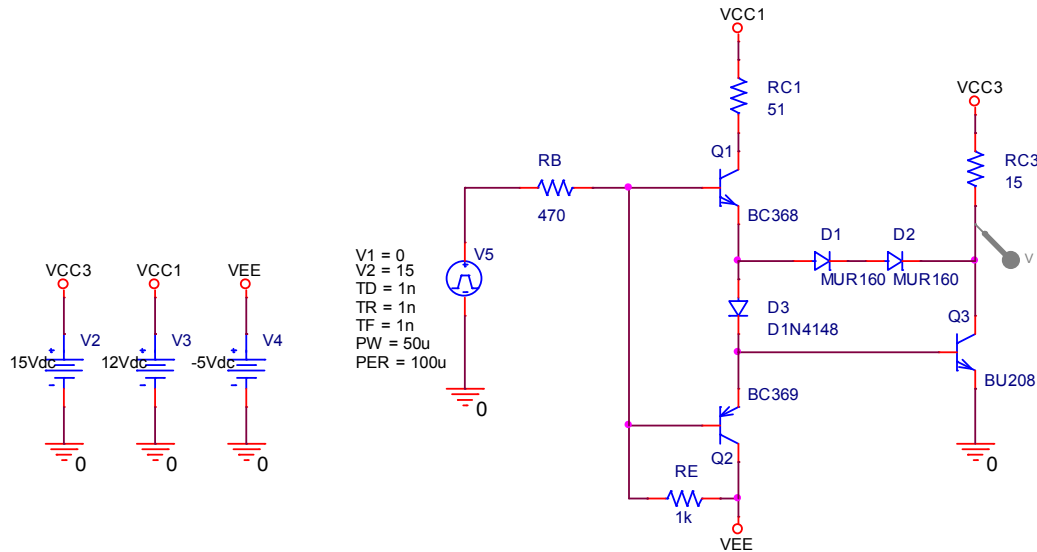 VCC1
RC1
51
VCC3
Q1
RC3
15
RB
470
BC368
V1 = 0
V2 = 15
TD = 1n
TR = 1n
TF = 1n
PW = 50u
PER = 100u
V5
D1
D2
V
MUR160
MUR160
VCC3
VCC1
VEE
D3
D1N4148
Q3
V2
V3
V4
15Vdc
12Vdc
-5Vdc
BU208
BC369
0
Q2
0
0
0
0
RE
1k
VEE